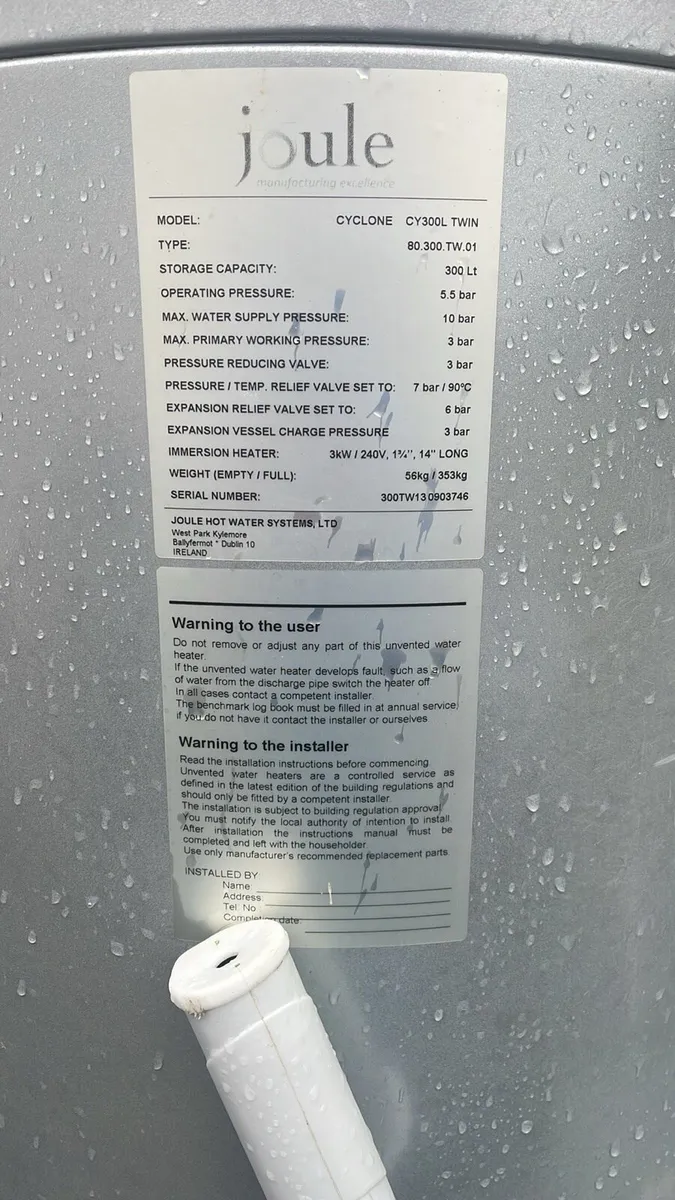 joule
manufacturing excellence
MODEL: CYCLONE CY300L TWIN
TYPE: 80.300.TW.01
STORAGE CAPACITY: 300 Lt
OPERATING PRESSURE: 5.5 bar
MAX. WATER SUPPLY PRESSURE: 10 bar
MAX. PRIMARY WORKING PRESSURE: 3 bar
PRESSURE REDUCING VALVE: 3 bar
PRESSURE / TEMP. RELIEF VALVE SET TO: 7 bar / 90ºC
EXPANSION RELIEF VALVE SET TO: 6 bar
EXPANSION VESSEL CHARGE PRESSURE 3 bar
IMMERSION HEATER: 3kW / 240V, 1¾'', 14" LONG
WEIGHT (EMPTY / FULL): 56kg / 353kg
SERIAL NUMBER: 300TW130903746
JOULE HOT WATER SYSTEMS, LTD
West Park Kylemore
Ballyfermot * Dublin 10
IRELAND
Warning to the user
Do not remove or adjust any part of this unvented water
heater.
If the unvented water heater develops fault, such as a flow
of water from the discharge pipe switch the heater off
In all cases contact a competent installer.
The benchmark log book must be filled in at annual service,
if you do not have it contact the installer or ourselves
Warning to the installer
Read the installation instructions before commencing
Unvented water heaters are a controlled service as
defined in the latest edition of the building regulations and
should only be fitted by a competent installer
The installation is subject to building regulation approval
You must notify the local authority of intention to install
After installation the instructions manual must be
completed and left with the householder
Use only manufacturer's recommended replacement parts
INSTALLED BY
Name:
Address:
Tel. No
Completion date: